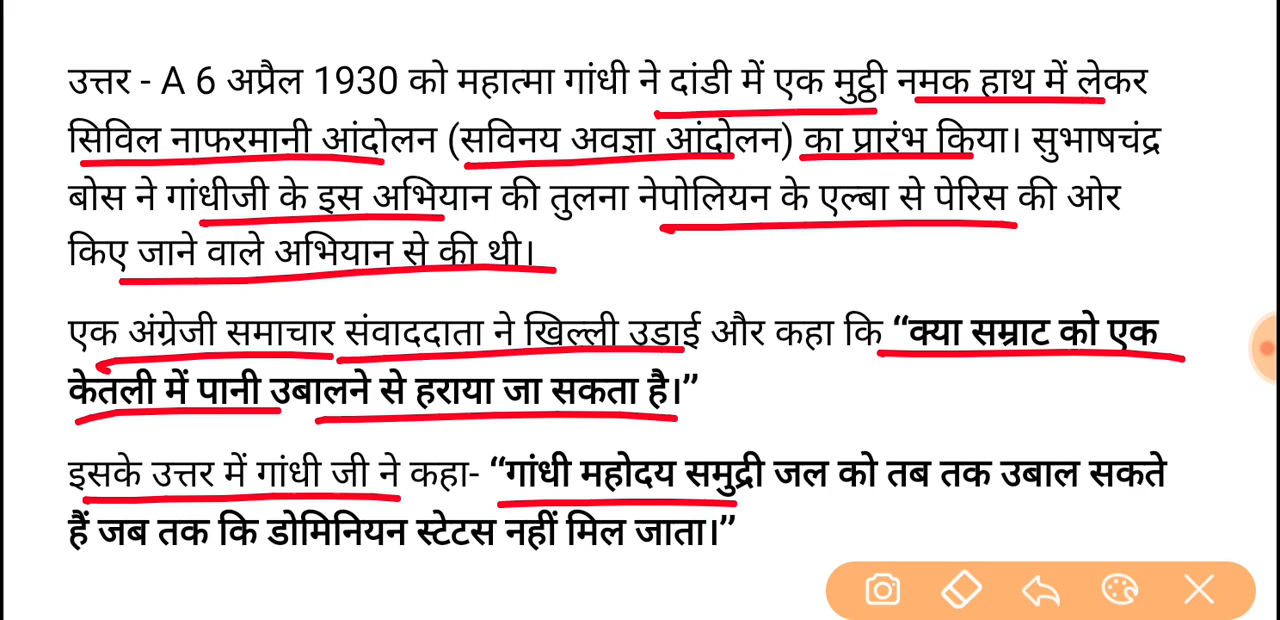 उत्तर - A 6 अप्रैल 1930 को महात्मा गांधी ने दांडी में एक मुट्ठी नमक हाथ में लेकर
सिविल नाफरमानी आंदोलन (सविनय अवज्ञा आंदोलन) का प्रारंभ किया। सुभाषचंद्र
बोस ने गांधीजी के इस अभियान की तुलना नेपोलियन के एल्बा से पेरिस की ओर
किए जाने वाले अभियान से की थी।
एक अंग्रेजी समाचार संवाददाता ने खिल्ली उडाई और कहा कि “क्या सम्राट को एक
केतली में पानी उबालने से हराया जा सकता है।”
इसके उत्तर में गांधी जी ने कहा- “गांधी महोदय समुद्री जल को तब तक उबाल सकते
हैं जब तक कि डोमिनियन स्टेटस नहीं मिल जाता।”